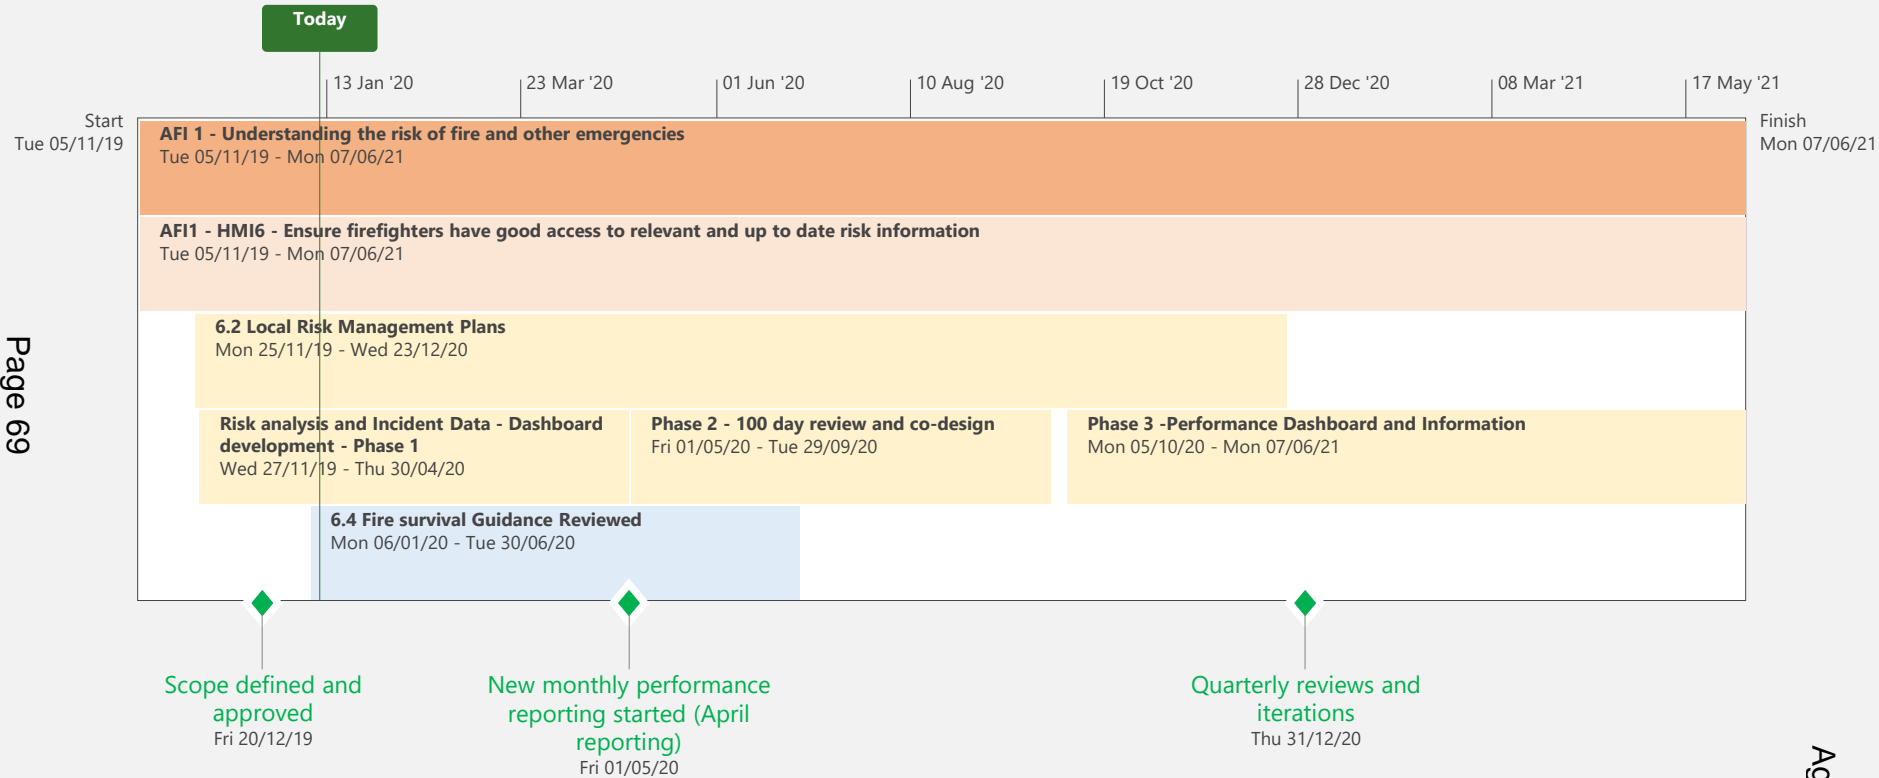 Today
13 Jan '20
23 Mar '20
01 Jun '20
10 Aug '20
19 Oct '20
28 Dec '20
08 Mar '21
17 May '21
Start
Tue 05/11/19
Finish
Mon 07/06/21
AFI 1 - Understanding the risk of fire and other emergencies
Tue 05/11/19 - Mon 07/06/21
AFI1 - HMI6 - Ensure firefighters have good access to relevant and up to date risk information
Tue 05/11/19 - Mon 07/06/21
6.2 Local Risk Management Plans
Mon 25/11/19 - Wed 23/12/20
Risk analysis and Incident Data - Dashboard
development - Phase 1
Wed 27/11/19 - Thu 30/04/20
Phase 2 - 100 day review and co-design
Fri 01/05/20 - Tue 29/09/20
Phase 3 -Performance Dashboard and Information
Mon 05/10/20 - Mon 07/06/21
6.4 Fire survival Guidance Reviewed
Mon 06/01/20 - Tue 30/06/20
Scope defined and
approved
Fri 20/12/19
New monthly performance
reporting started (April
reporting)
Fri 01/05/20
Quarterly reviews and
iterations
Thu 31/12/20
Page 69